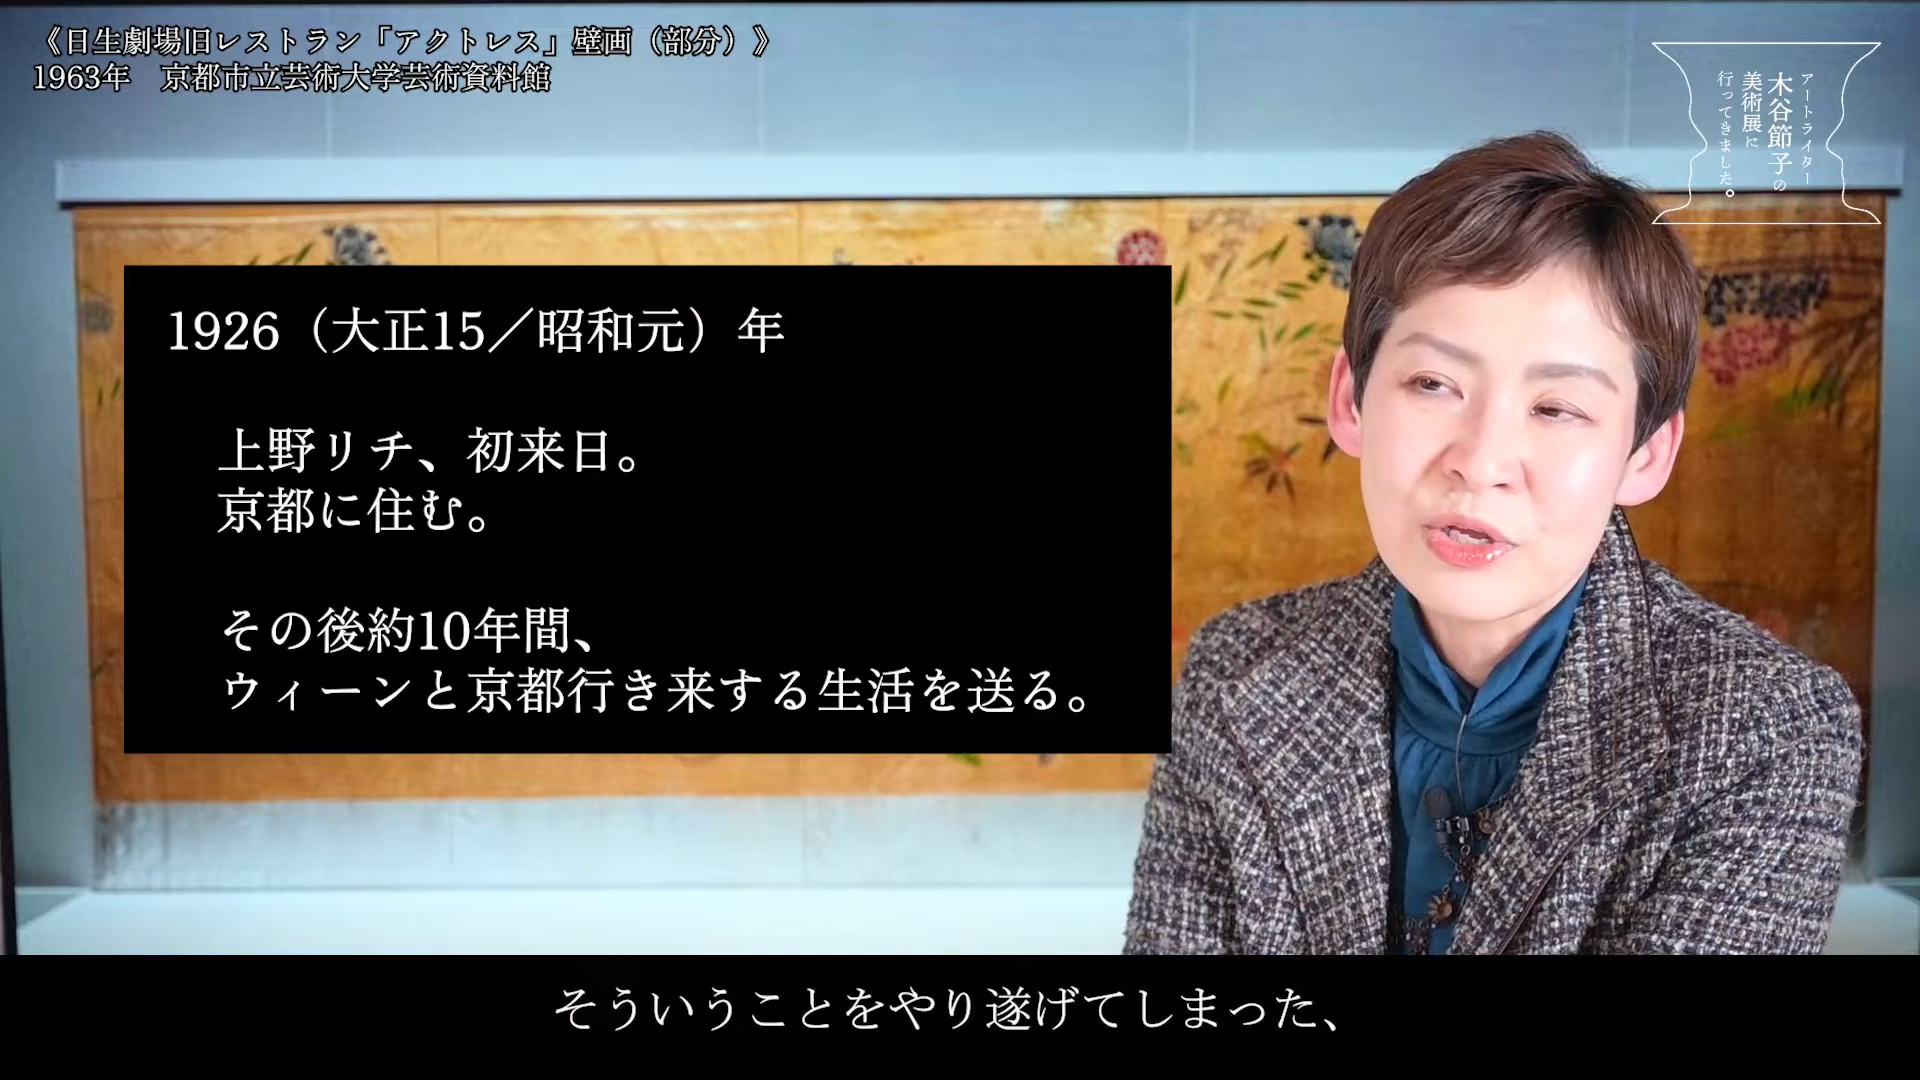 《日生劇場旧レストラン「アクトレス」壁画（部分）》
1963年　京都市立芸術大学芸術資料館
アートライター
木谷節子の
美術展に
行ってきました。
1926（大正15／昭和元）年
上野リチ、初来日。
京都に住む。
その後約10年間、
ウィーンと京都行き来する生活を送る。
そういうことをやり遂げてしまった、